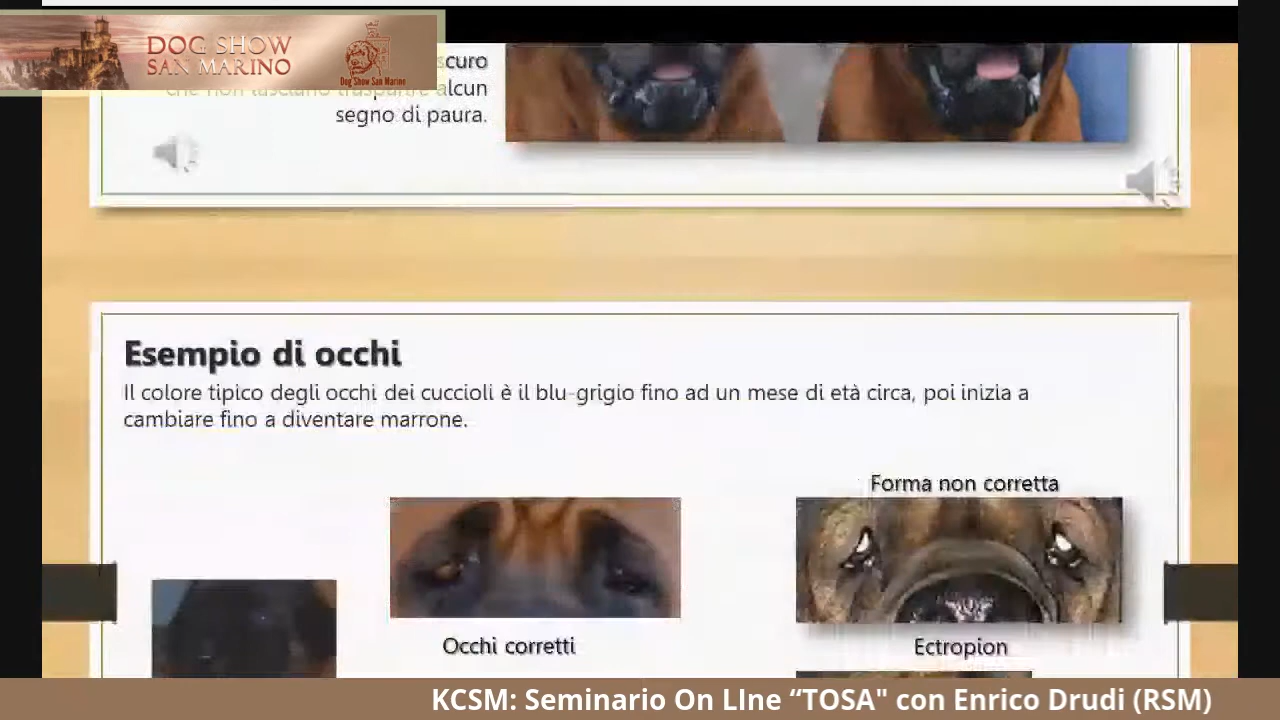 DOG SHOW
SAN MARINO
Dog Show San Marino
scuro
che non lasciano trasparire alcun
segno di paura.
Esempio di occhi
Il colore tipico degli occhi dei cuccioli è il blu-grigio fino ad un mese di età circa, poi inizia a
cambiare fino a diventare marrone.
Forma non corretta
Occhi corretti
Ectropion
KCSM: Seminario On LIne “TOSA" con Enrico Drudi (RSM)